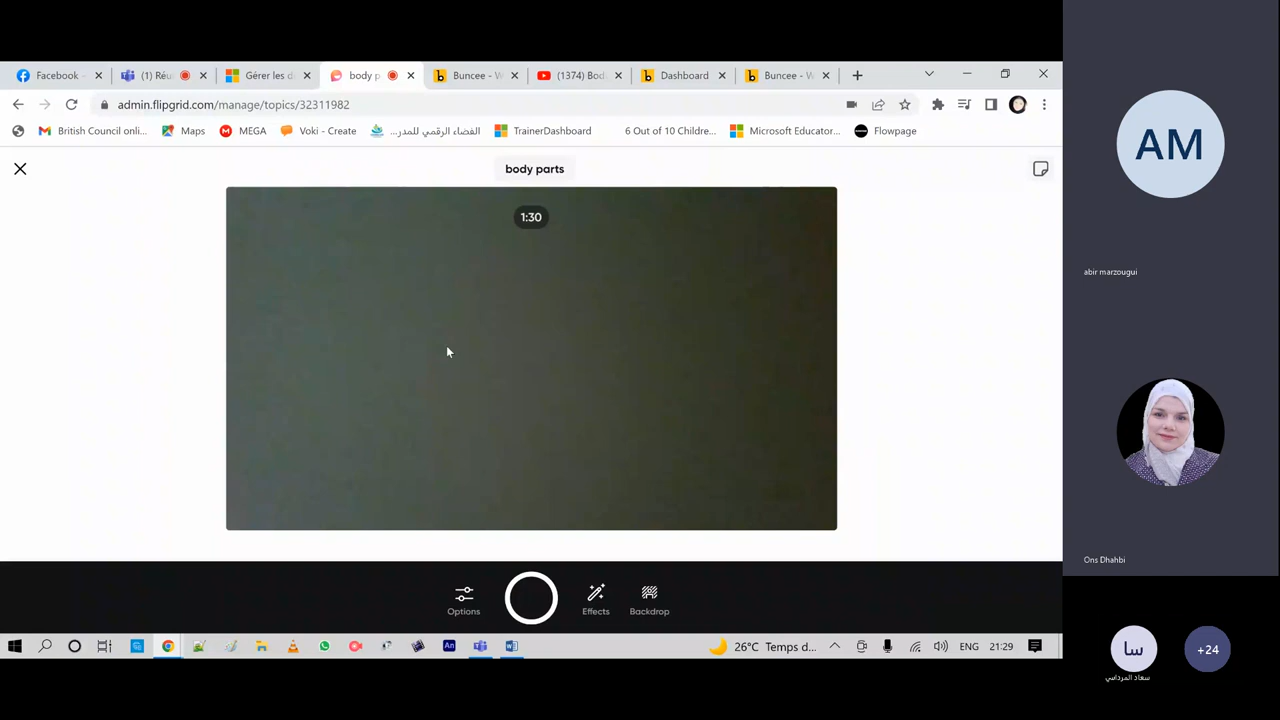 Facebook
(1) Réu
Gérer les d
body p
Buncee - W
(1374) Bod
Dashboard
Buncee - W
admin.flipgrid.com/manage/topics/32311982
British Council onli...
Maps
MEGA
Voki - Create
الفضاء الرقمي للمدر...
TrainerDashboard
6 Out of 10 Childre...
Microsoft Educator...
Flowpage
body parts
1:30
Options
Effects
Backdrop
An
26°C Temps d...
ENG
21:29
AM
abir marzougui
Ons Dhahbi
سا
+24
سعاد المرداسي